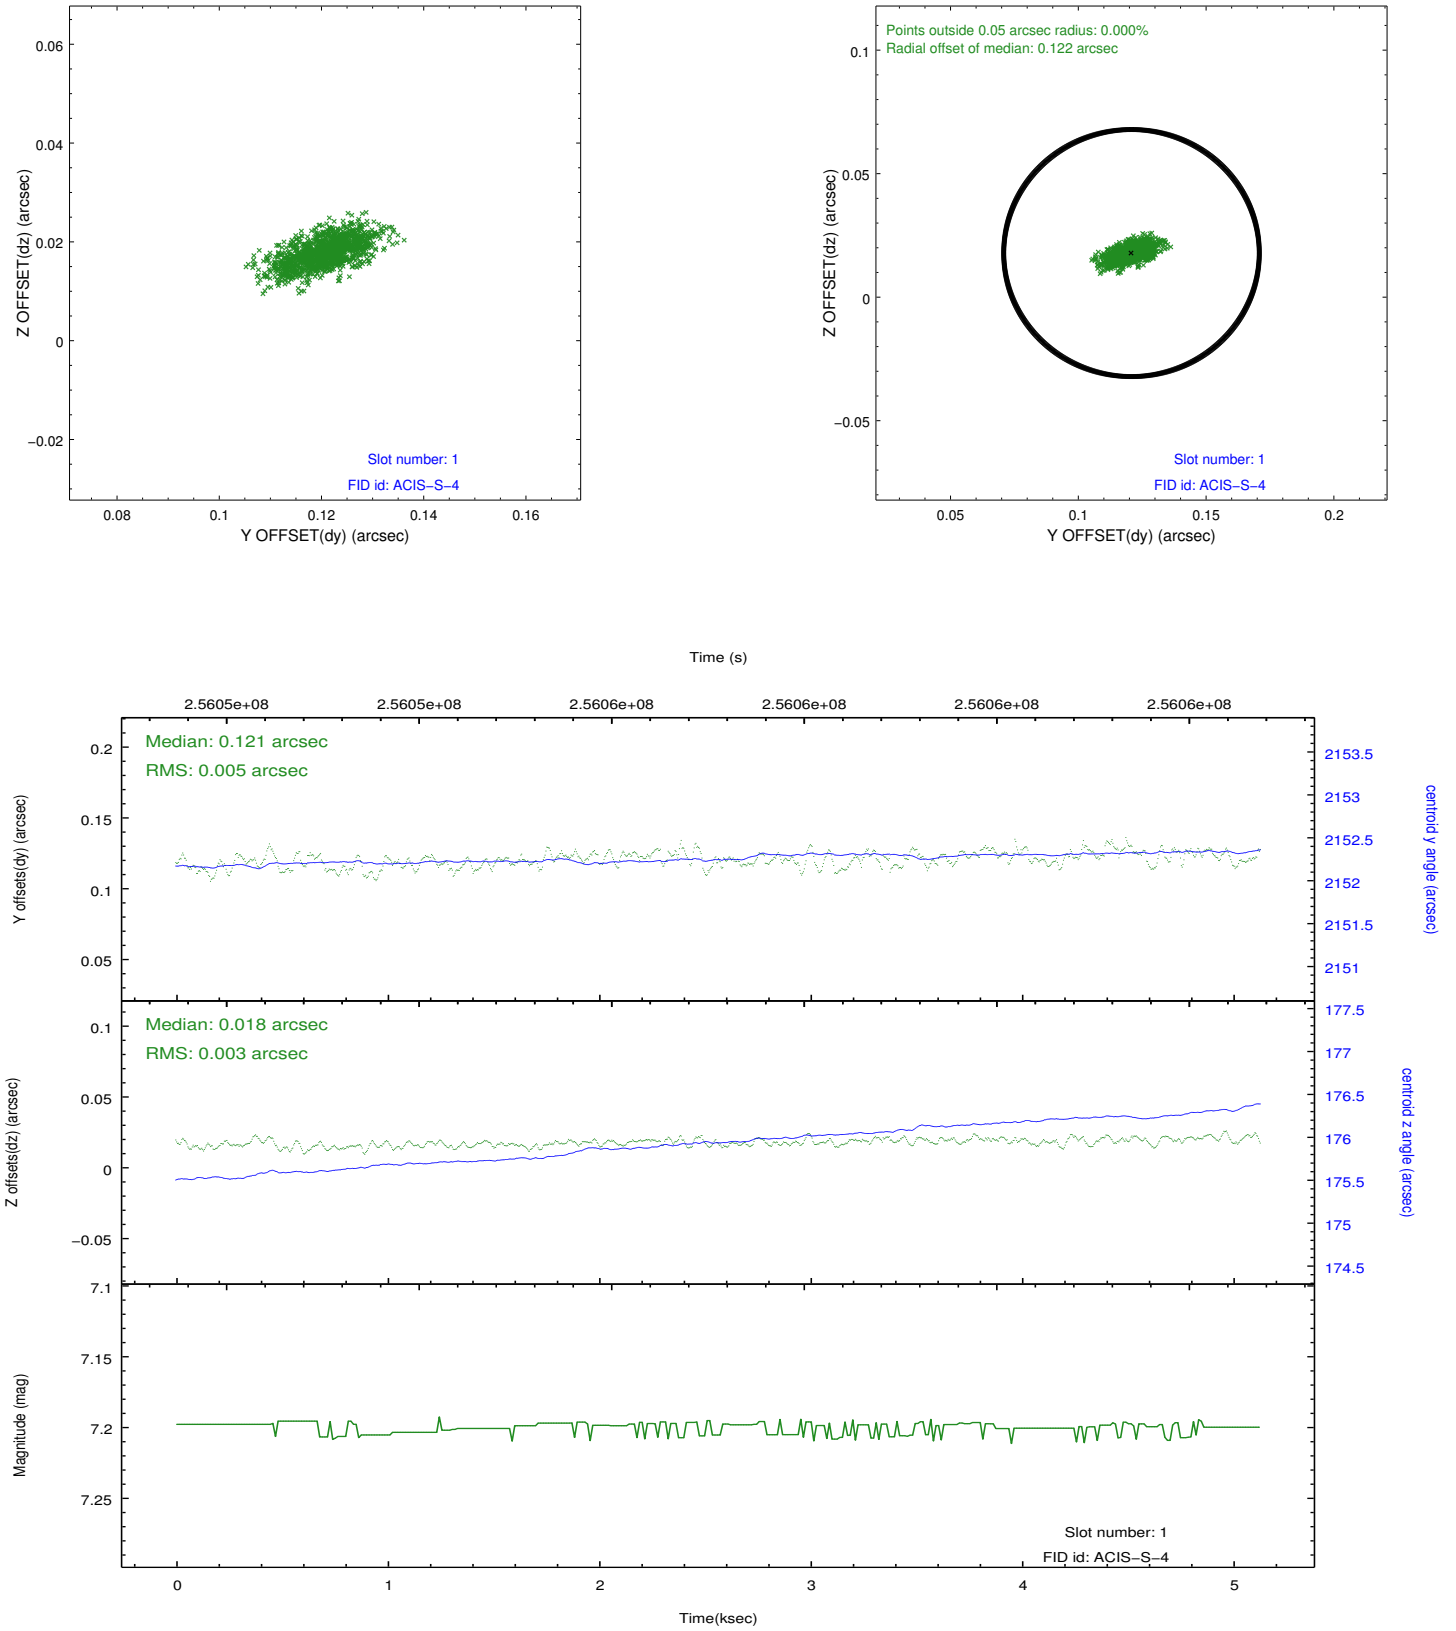 0.06
0.04
0.02
0
−0.02
Z OFFSET(dz) (arcsec)
Slot number: 1
FID id: ACIS−S−4
0.08
0.1
0.12
0.14
0.16
Y OFFSET(dy) (arcsec)
Points outside 0.05 arcsec radius: 0.000%
Radial offset of median: 0.122 arcsec
0.1
0.05
0
−0.05
Z OFFSET(dz) (arcsec)
Slot number: 1
FID id: ACIS−S−4
0.05
0.1
0.15
0.2
Y OFFSET(dy) (arcsec)
Time (s)
2.5605e+08
2.5605e+08
2.5606e+08
2.5606e+08
2.5606e+08
2.5606e+08
Median: 0.121 arcsec
RMS: 0.005 arcsec
0.2
0.15
0.1
0.05
Y offsets(dy) (arcsec)
2153.5
2153
2152.5
2152
2151.5
2151
centroid y angle (arcsec)
Median: 0.018 arcsec
RMS: 0.003 arcsec
0.1
0.05
0
−0.05
Z offsets(dz) (arcsec)
177.5
177
176.5
176
175.5
175
174.5
centroid z angle (arcsec)
7.1
7.15
7.2
7.25
Magnitude (mag)
Slot number: 1
FID id: ACIS−S−4
0
1
2
3
4
5
Time(ksec)